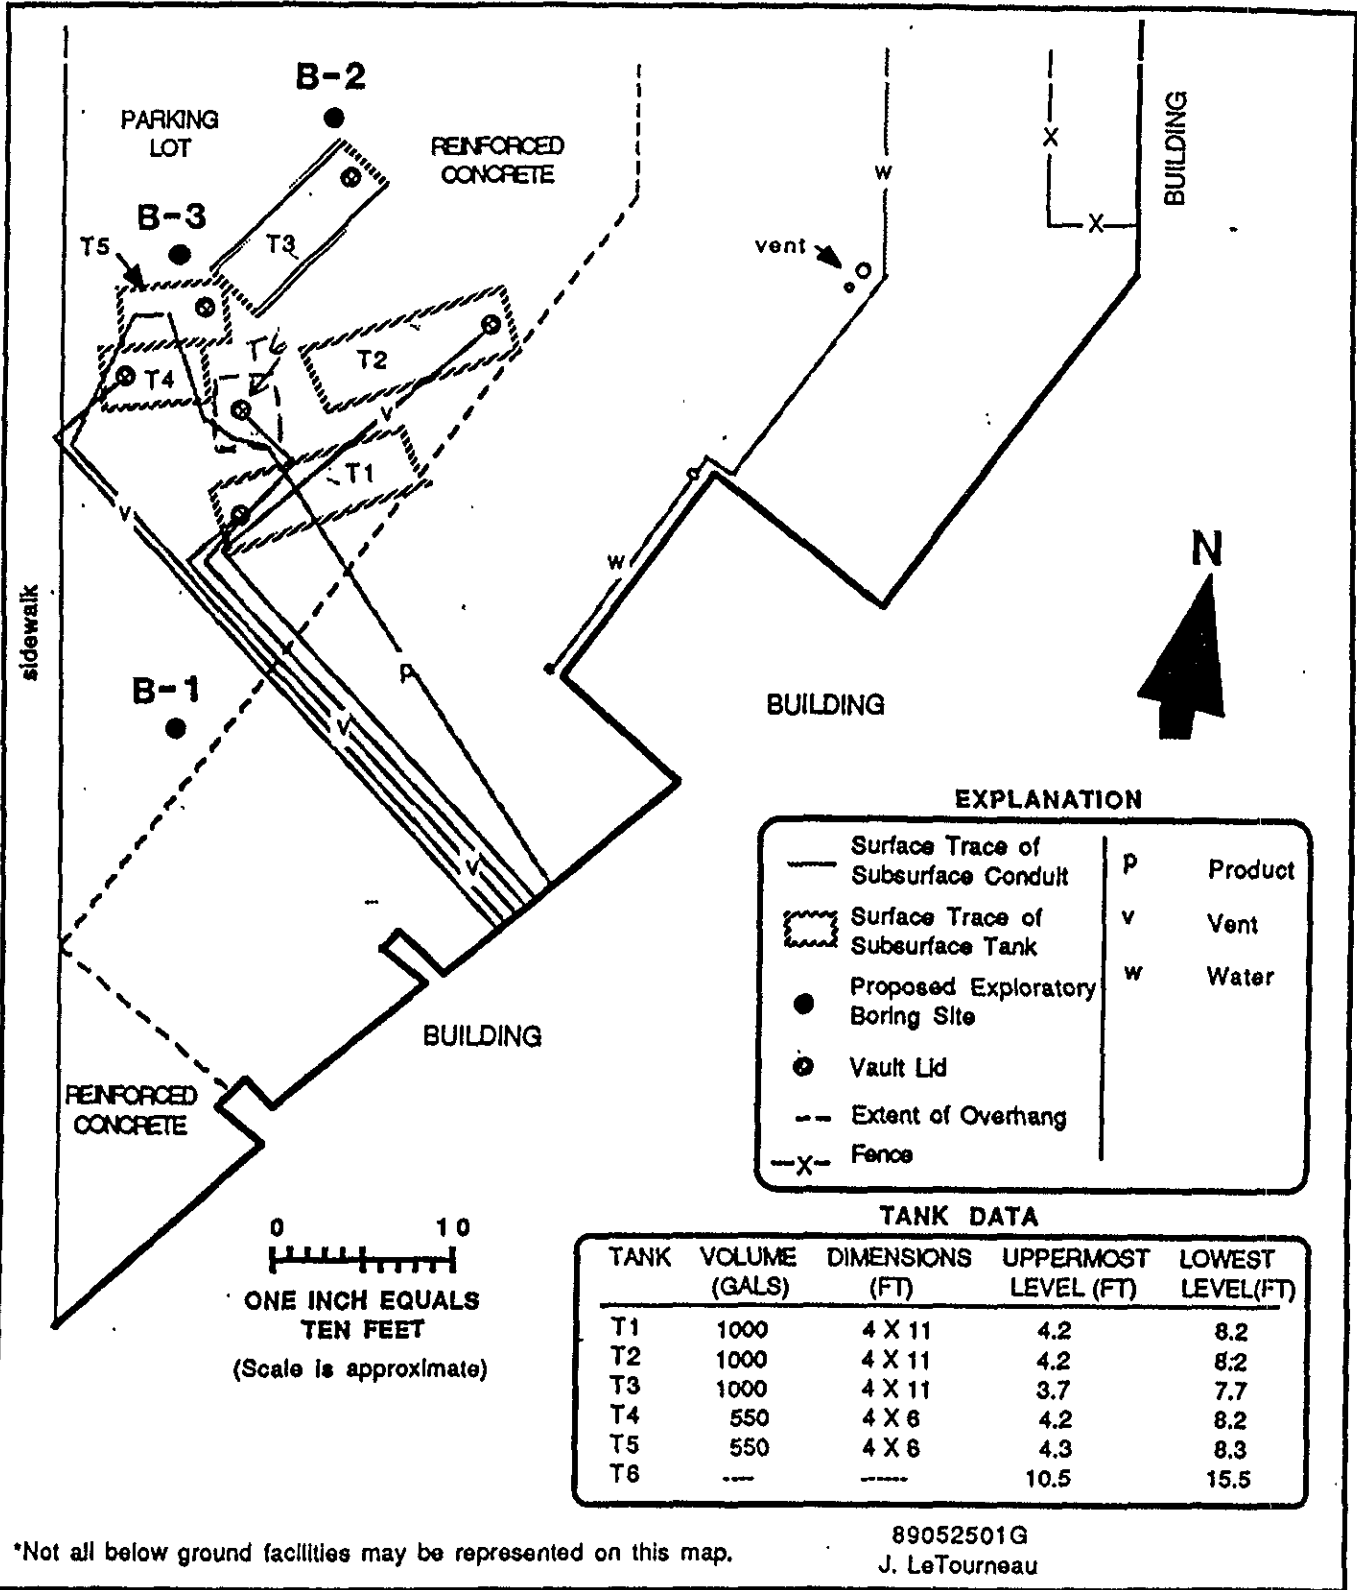 B-2
PARKING
LOT
REINFORCED
CONCRETE
BUILDING
X
X
w
B-3
T5
T3
vent
T6
T2
T4
v
T1
v
w
N
sidewalk
p
B-1
BUILDING
v
v
EXPLANATION
Surface Trace of
Subsurface Conduit
p Product
Surface Trace of
Subsurface Tank
v Vent
Proposed Exploratory
Boring Site
w Water
Vault Lid
Extent of Overhang
—X— Fence
BUILDING
REINFORCED
CONCRETE
0 10
ONE INCH EQUALS
TEN FEET
(Scale is approximate)
TANK DATA
TANK VOLUME DIMENSIONS UPPERMOST LOWEST
(GALS) (FT) LEVEL (FT) LEVEL(FT)
T1 1000 4 X 11 4.2 8.2
T2 1000 4 X 11 4.2 8.2
T3 1000 4 X 11 3.7 7.7
T4 550 4 X 6 4.2 8.2
T5 550 4 X 6 4.3 8.3
T6 ---- ------ 10.5 15.5
*Not all below ground facilities may be represented on this map.
89052501G
J. LeTourneau